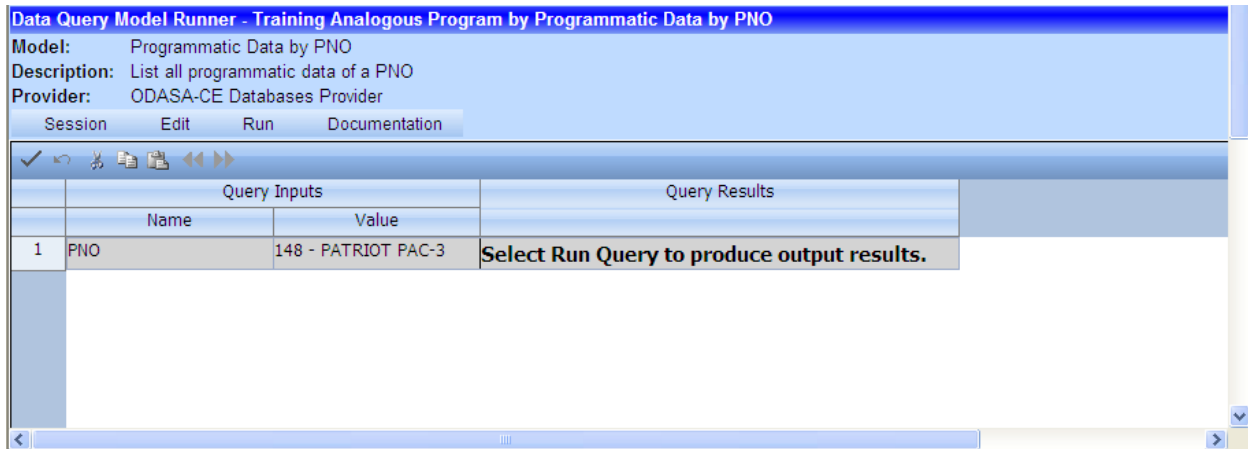 Data Query Model Runner - Training Analogous Program by Programmatic Data by PNO
Model: Programmatic Data by PNO
Description: List all programmatic data of a PNO
Provider: ODASA-CE Databases Provider
Session Edit Run Documentation
Query Inputs Query Results
Name Value
1 PNO 148 - PATRIOT PAC-3 Select Run Query to produce output results.